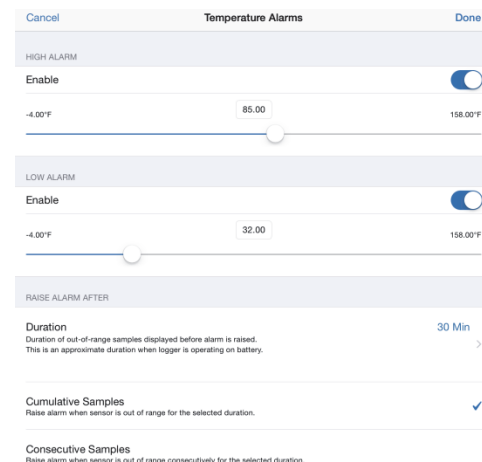 Cancel Temperature Alarms Done
HIGH ALARM
Enable
-4.00°F 85.00 158.00°F
LOW ALARM
Enable
-4.00°F 32.00 158.00°F
RAISE ALARM AFTER
Duration 30 Min
Duration of out-of-range samples displayed before alarm is raised.
This is an approximate duration when logger is operating on battery.
Cumulative Samples
Raise alarm when sensor is out of range for the selected duration.
Consecutive Samples
Raise alarm when sensor is out of range consecutively for the selected duration.